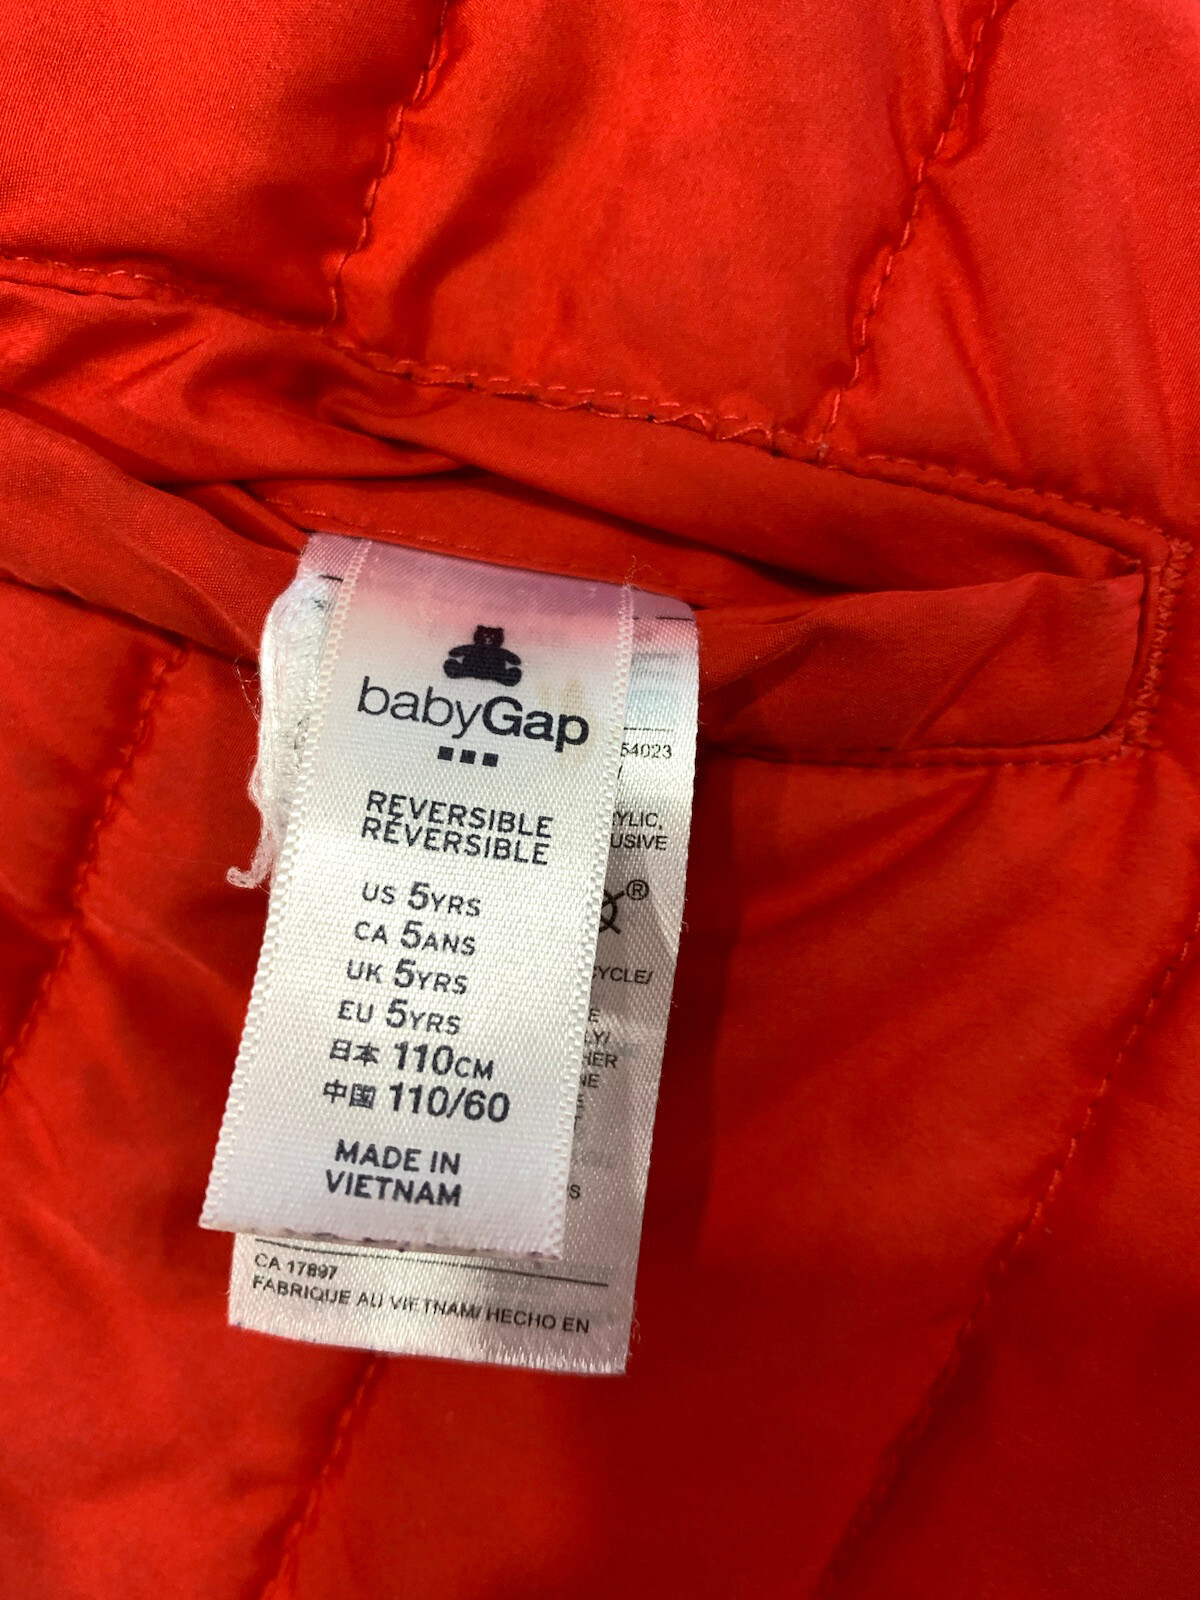 babyGap
REVERSIBLE
RÉVERSIBLE
US 5YRS
CA 5ANS
UK 5YRS
EU 5YRS
日本 110CM
中国 110/60
MADE IN
VIETNAM
54023
®
CA 17897
FABRIQUE AU VIETNAM/ HECHO EN